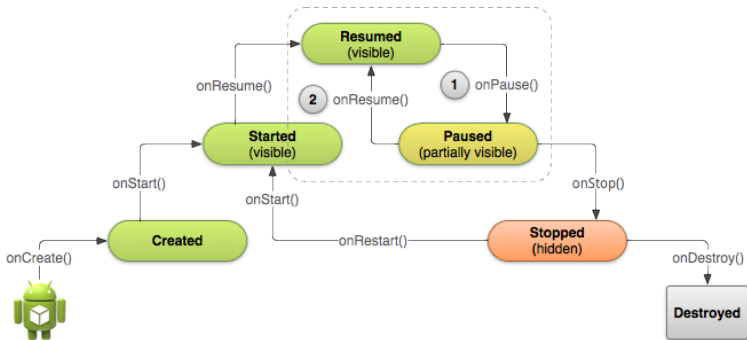 Resumed
(visible)
onResume()
2
onResume()
1
onPause()
Started
(visible)
Paused
(partially visible)
onStart()
onStart()
onStop()
Created
onRestart()
Stopped
(hidden)
onCreate()
onDestroy()
Destroyed